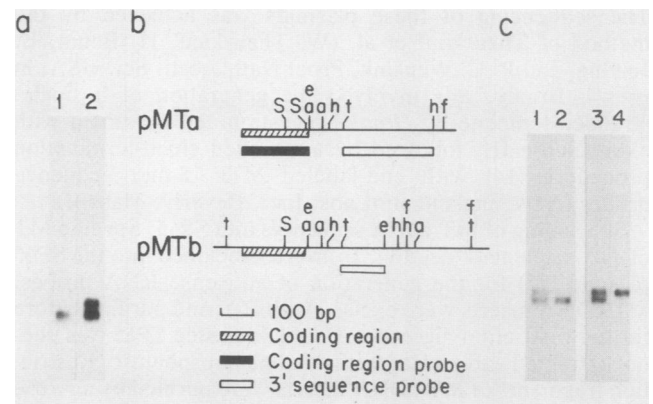 a b c
1 2
e
S S a a h t h f
pMTa
e f f
t S a a h t e h h a t
pMTb
1 2 3 4
100 bp
Coding region
Coding region probe
3' sequence probe